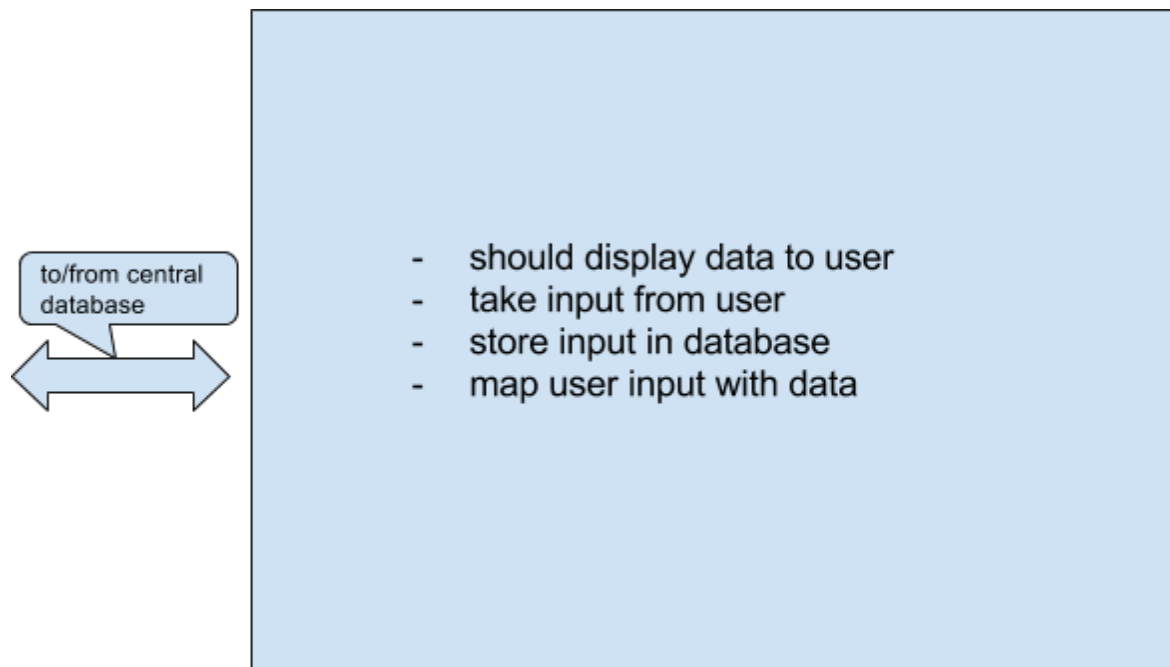 to/from central
database
- should display data to user
- take input from user
- store input in database
- map user input with data